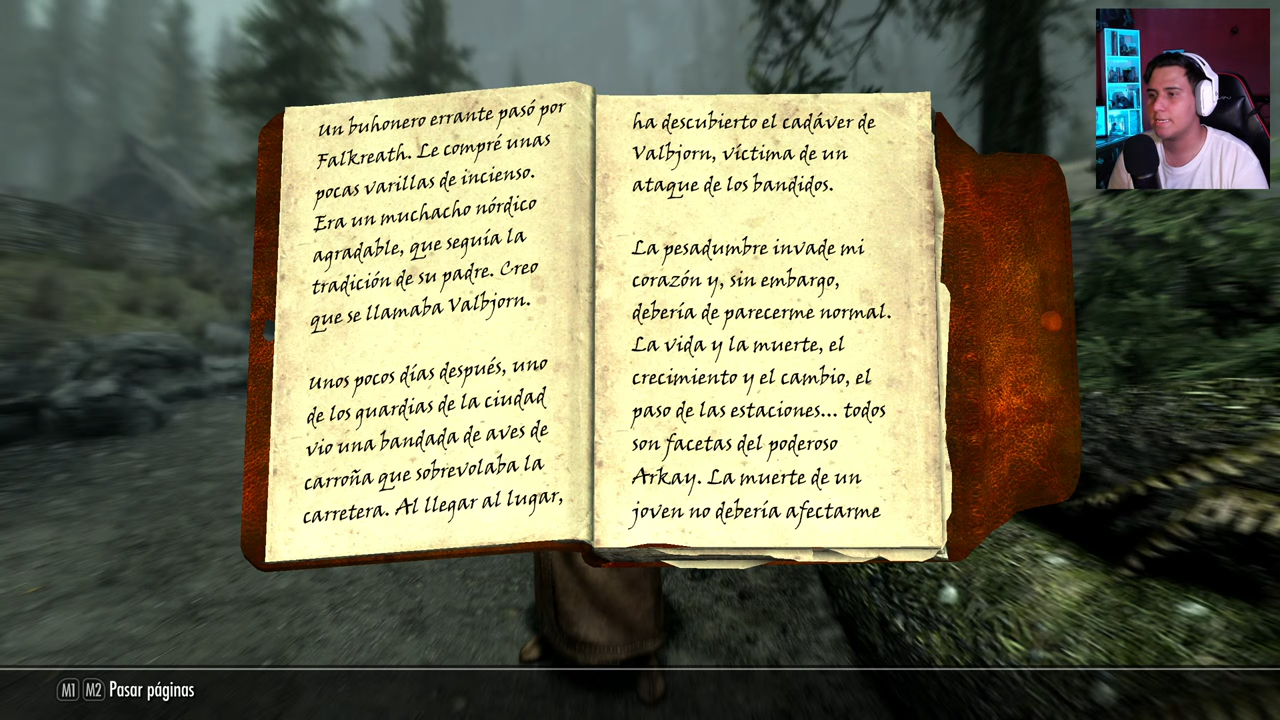 Un buhonero errante pasó por
Falkreath. Le compré unas
pocas varillas de incienso.
Era un muchacho nórdico
agradable, que seguía la
tradición de su padre. Creo
que se llamaba Valbjorn.
Unos pocos días después, uno
de los guardias de la ciudad
vio una bandada de aves de
carroña que sobrevolaba la
carretera. Al llegar al lugar,
ha descubierto el cadáver de
Valbjorn, víctima de un
ataque de los bandidos.
La pesadumbre invade mi
corazón y, sin embargo,
debería de parecerme normal.
La vida y la muerte, el
crecimiento y el cambio, el
paso de las estaciones... todos
son facetas del poderoso
Arkay. La muerte de un
joven no debería afectarme
M1 M2 Pasar páginas